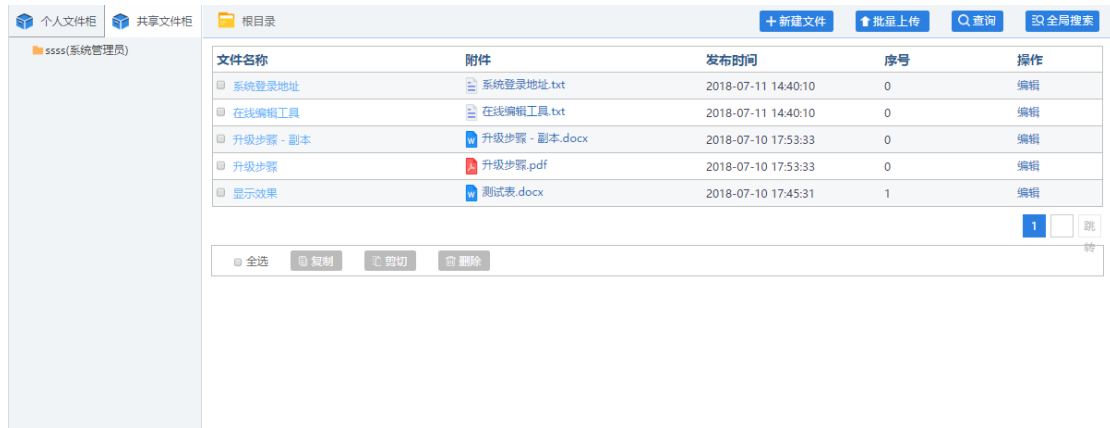 个人文件柜 共享文件柜 根目录 新建文件 批量上传 查询 全局搜索
ssss(系统管理员)
文件名称 附件 发布时间 序号 操作
系统登录地址 系统登录地址.txt 2018-07-11 14:40:10 0 编辑
在线编辑工具 在线编辑工具.txt 2018-07-11 14:40:10 0 编辑
升级步骤 - 副本 升级步骤 - 副本.docx 2018-07-10 17:53:33 0 编辑
升级步骤 升级步骤.pdf 2018-07-10 17:53:33 0 编辑
显示效果 测试表.docx 2018-07-10 17:45:31 1 编辑
1 跳
转
全选 复制 剪切 删除